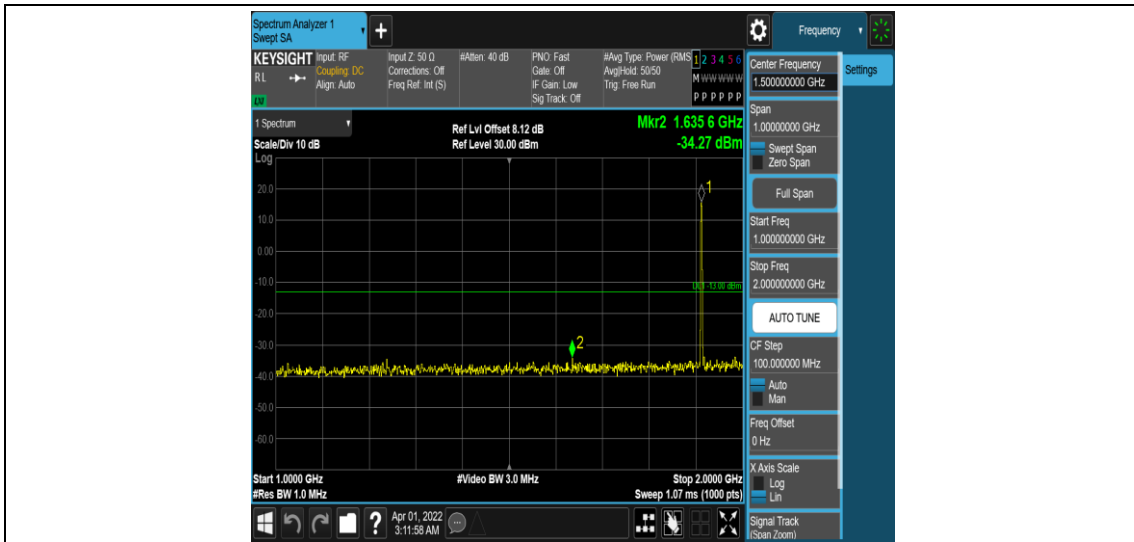 Spectrum Analyzer 1
Swept SA
+
Frequency
KEYSIGHT
RL
LXI
Input: RF
Coupling: DC
Align: Auto
Input Z: 50 Ω
Corrections: Off
Freq Ref: Int (S)
#Atten: 40 dB
PNO: Fast
Gate: Off
IF Gain: Low
Sig Track: Off
#Avg Type: Power (RMS
Avg|Hold: 50/50
Trig: Free Run
1 2 3 4 5 6
M W W W W W
P P P P P P
1 Spectrum
Scale/Div 10 dB
Log
Ref Lvl Offset 8.12 dB
Ref Level 30.00 dBm
Mkr2 1.635 6 GHz
-34.27 dBm
20.0
10.0
0.00
-10.0
-20.0
-30.0
-40.0
-50.0
-60.0
1
DL1 -13.00 dBm
2
Start 1.0000 GHz
#Res BW 1.0 MHz
#Video BW 3.0 MHz
Stop 2.0000 GHz
Sweep 1.07 ms (1000 pts)
Center Frequency
1.500000000 GHz
Settings
Span
1.00000000 GHz
Swept Span
Zero Span
Full Span
Start Freq
1.000000000 GHz
Stop Freq
2.000000000 GHz
AUTO TUNE
CF Step
100.000000 MHz
Auto
Man
Freq Offset
0 Hz
X Axis Scale
Log
Lin
Signal Track
(Span Zoom)
?
Apr 01, 2022
3:11:58 AM